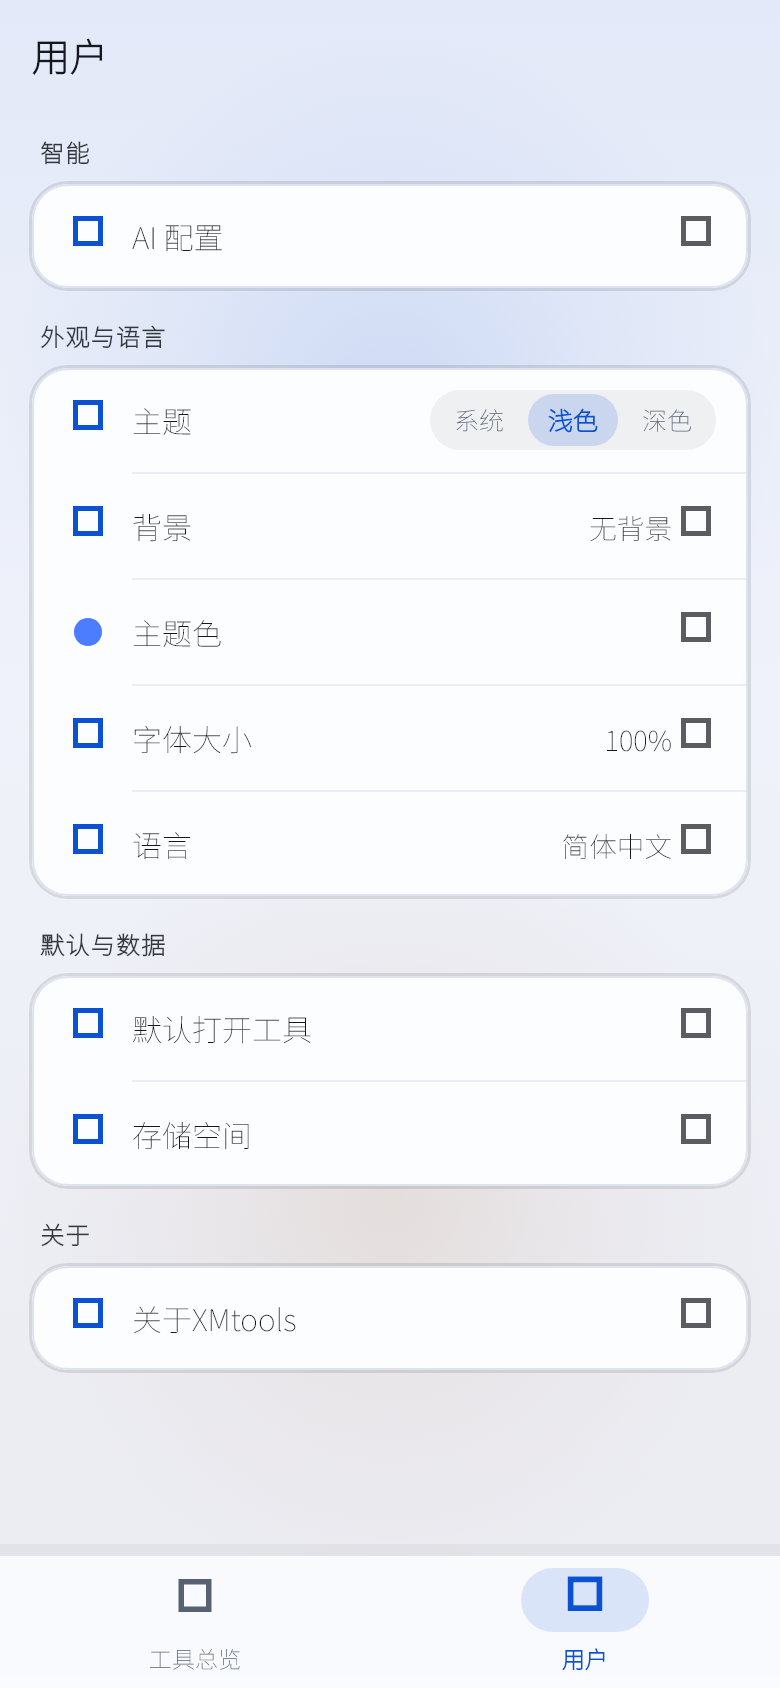 用户
智能
AI 配置
外观与语言
主题 系统 浅色 深色
背景 无背景
主题色
字体大小 100%
语言 简体中文
默认与数据
默认打开工具
存储空间
关于
关于XMtools
工具总览 用户